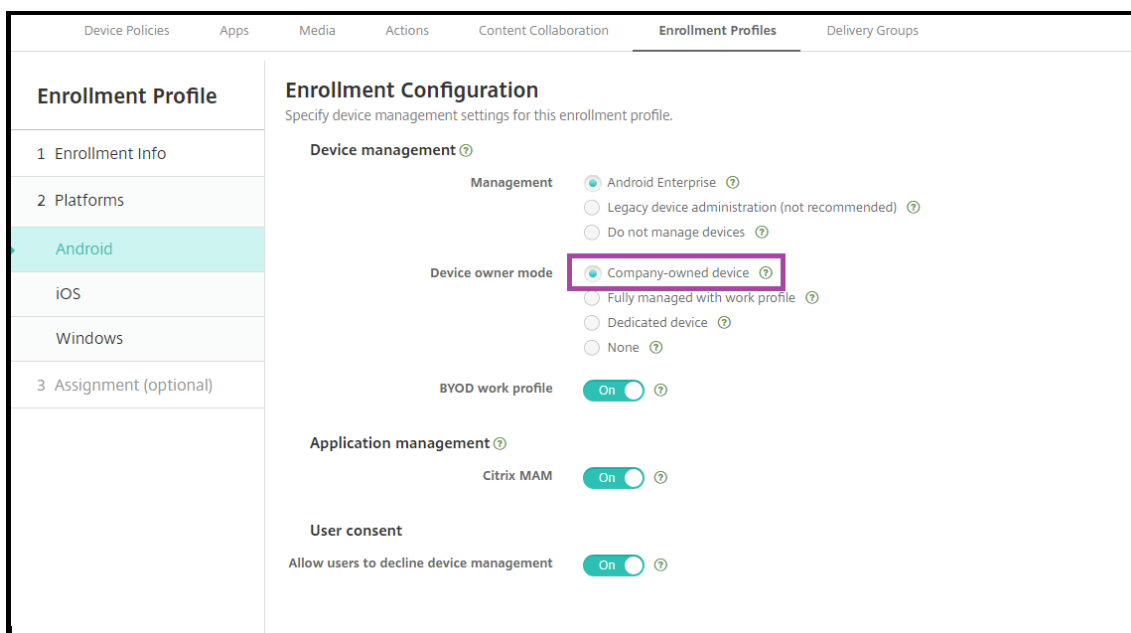 Device Policies Apps Media Actions Content Collaboration Enrollment Profiles Delivery Groups
Enrollment Profile
1 Enrollment Info
2 Platforms
Android
iOS
Windows
3 Assignment (optional)
Enrollment Configuration
Specify device management settings for this enrollment profile.
Device management ?
Management Android Enterprise ?
Legacy device administration (not recommended) ?
Do not manage devices ?
Device owner mode Company-owned device ?
Fully managed with work profile ?
Dedicated device ?
None ?
BYOD work profile On ?
Application management ?
Citrix MAM On ?
User consent
Allow users to decline device management On ?